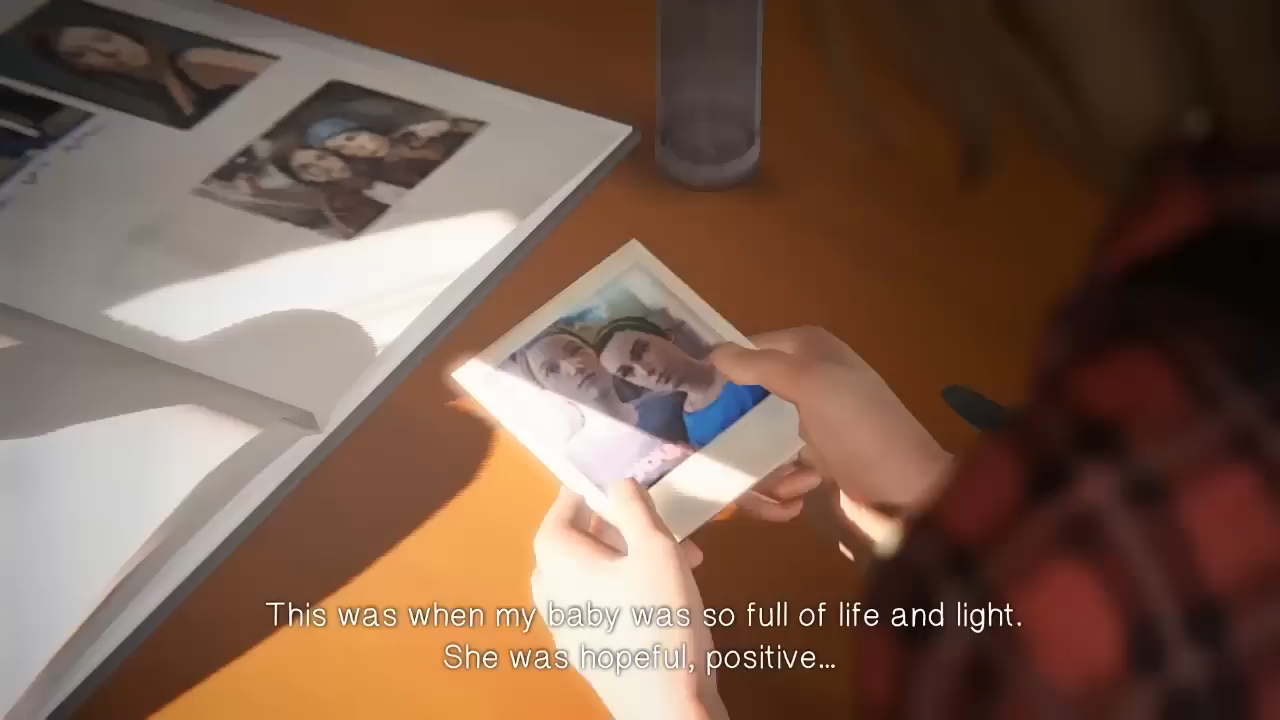 This was when my baby was so full of life and light.
She was hopeful, positive...